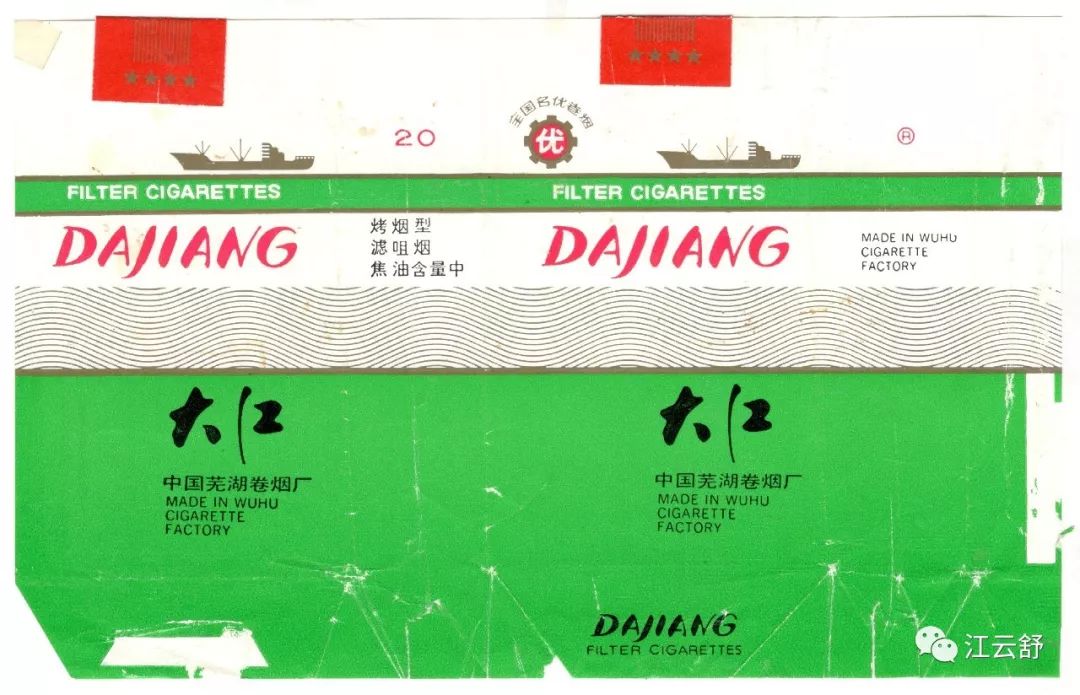 ★★★★
★★★★
全国名优卷烟
优
20
R
FILTER CIGARETTES
FILTER CIGARETTES
DAJIANG
烤烟型
滤咀烟
焦油含量中
DAJIANG
MADE IN WUHU
CIGARETTE
FACTORY
大江
中国芜湖卷烟厂
MADE IN WUHU
CIGARETTE
FACTORY
大江
中国芜湖卷烟厂
MADE IN WUHU
CIGARETTE
FACTORY
DAJIANG
FILTER CIGARETTES
江云舒